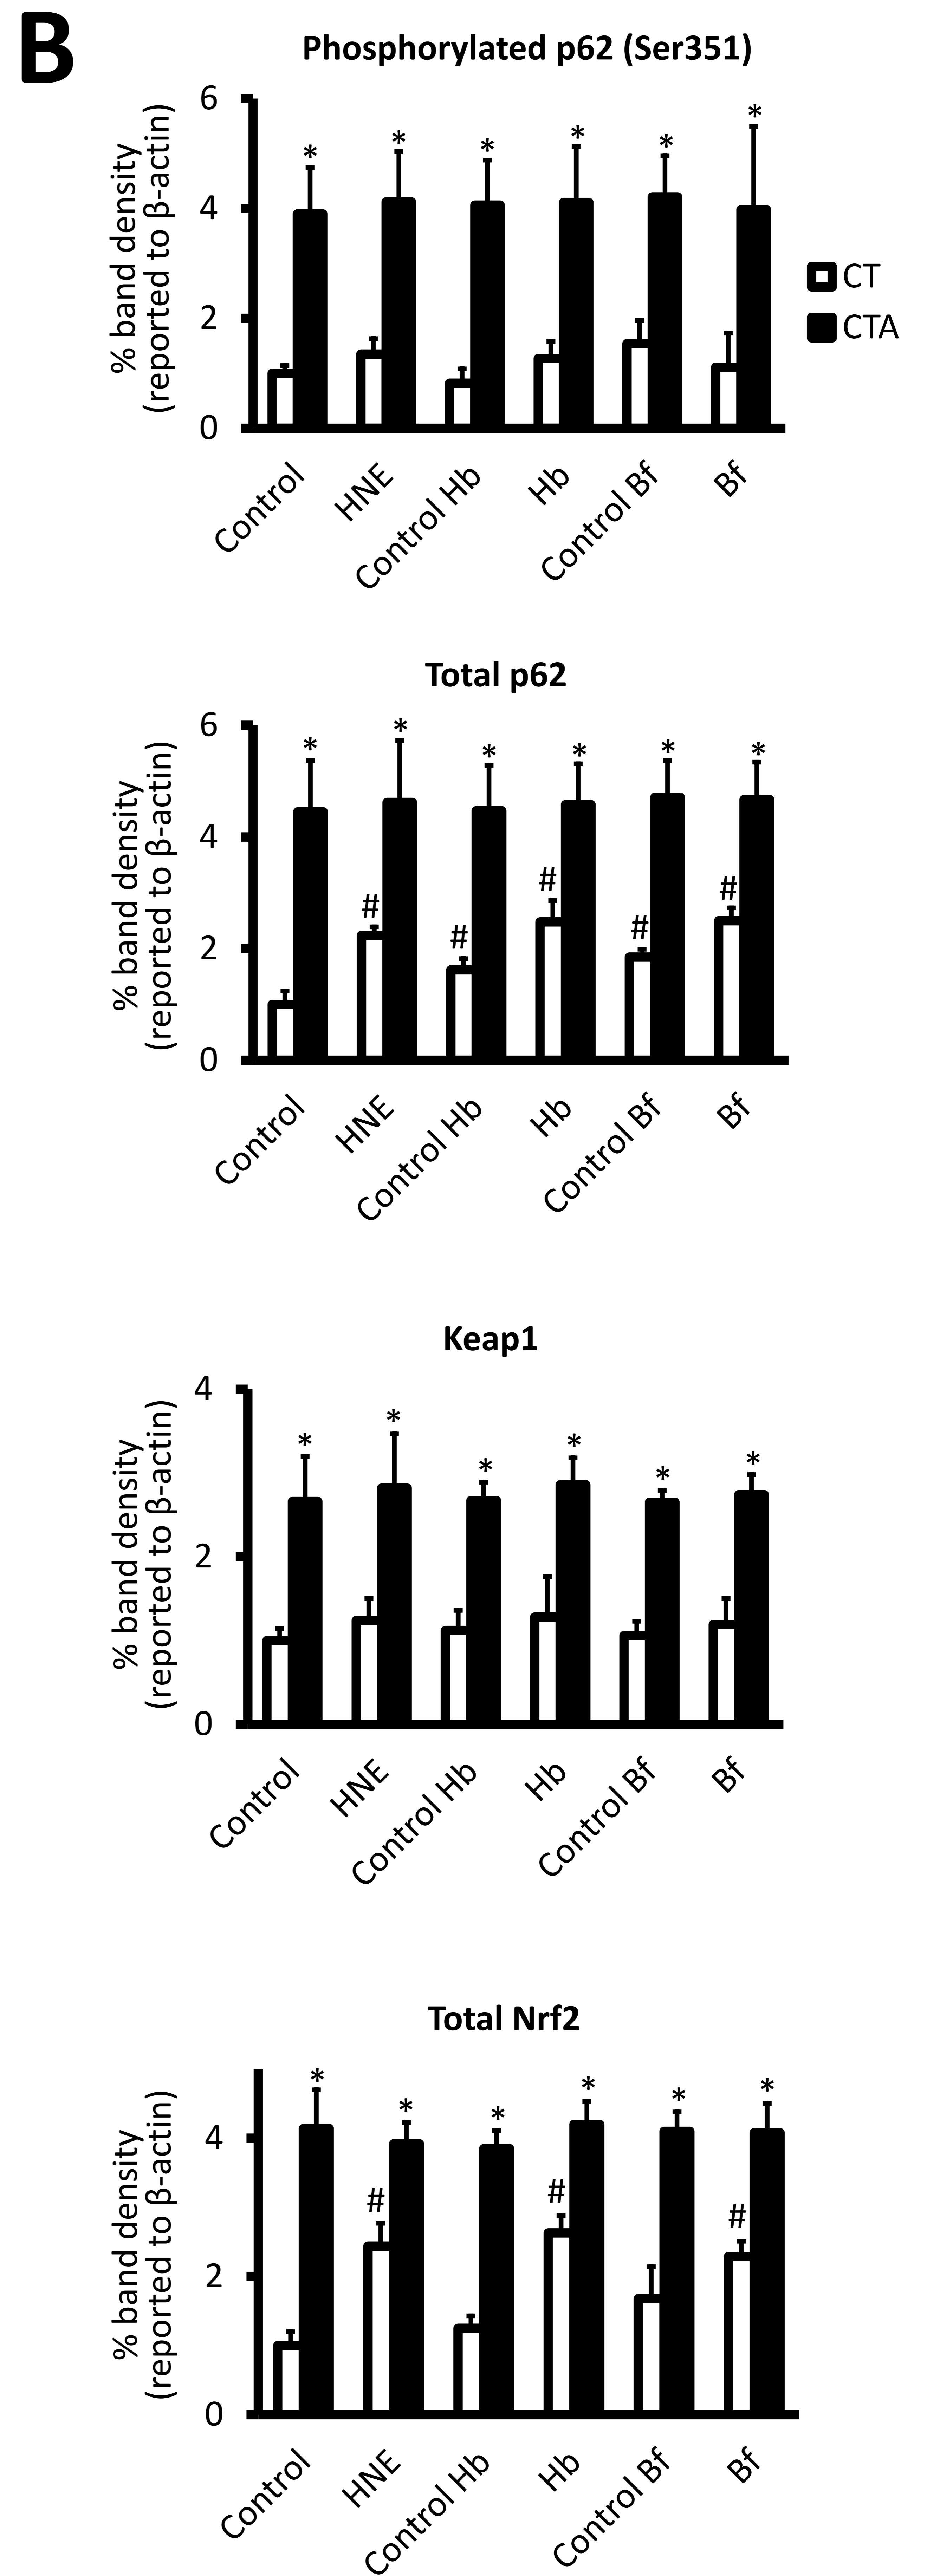 B
Phosphorylated p62 (Ser351)
% band density
(reported to β-actin)
6
4
2
0
* * * * * *
CT
CTA
Control HNE Control Hb Hb Control Bf Bf
Total p62
% band density
(reported to β-actin)
6
4
2
0
* * * * * *
# # # # #
Control HNE Control Hb Hb Control Bf Bf
Keap1
% band density
(reported to β-actin)
4
2
0
* * * * * *
Control HNE Control Hb Hb Control Bf Bf
Total Nrf2
% band density
(reported to β-actin)
4
2
0
* * * * * *
# # #
Control HNE Control Hb Hb Control Bf Bf